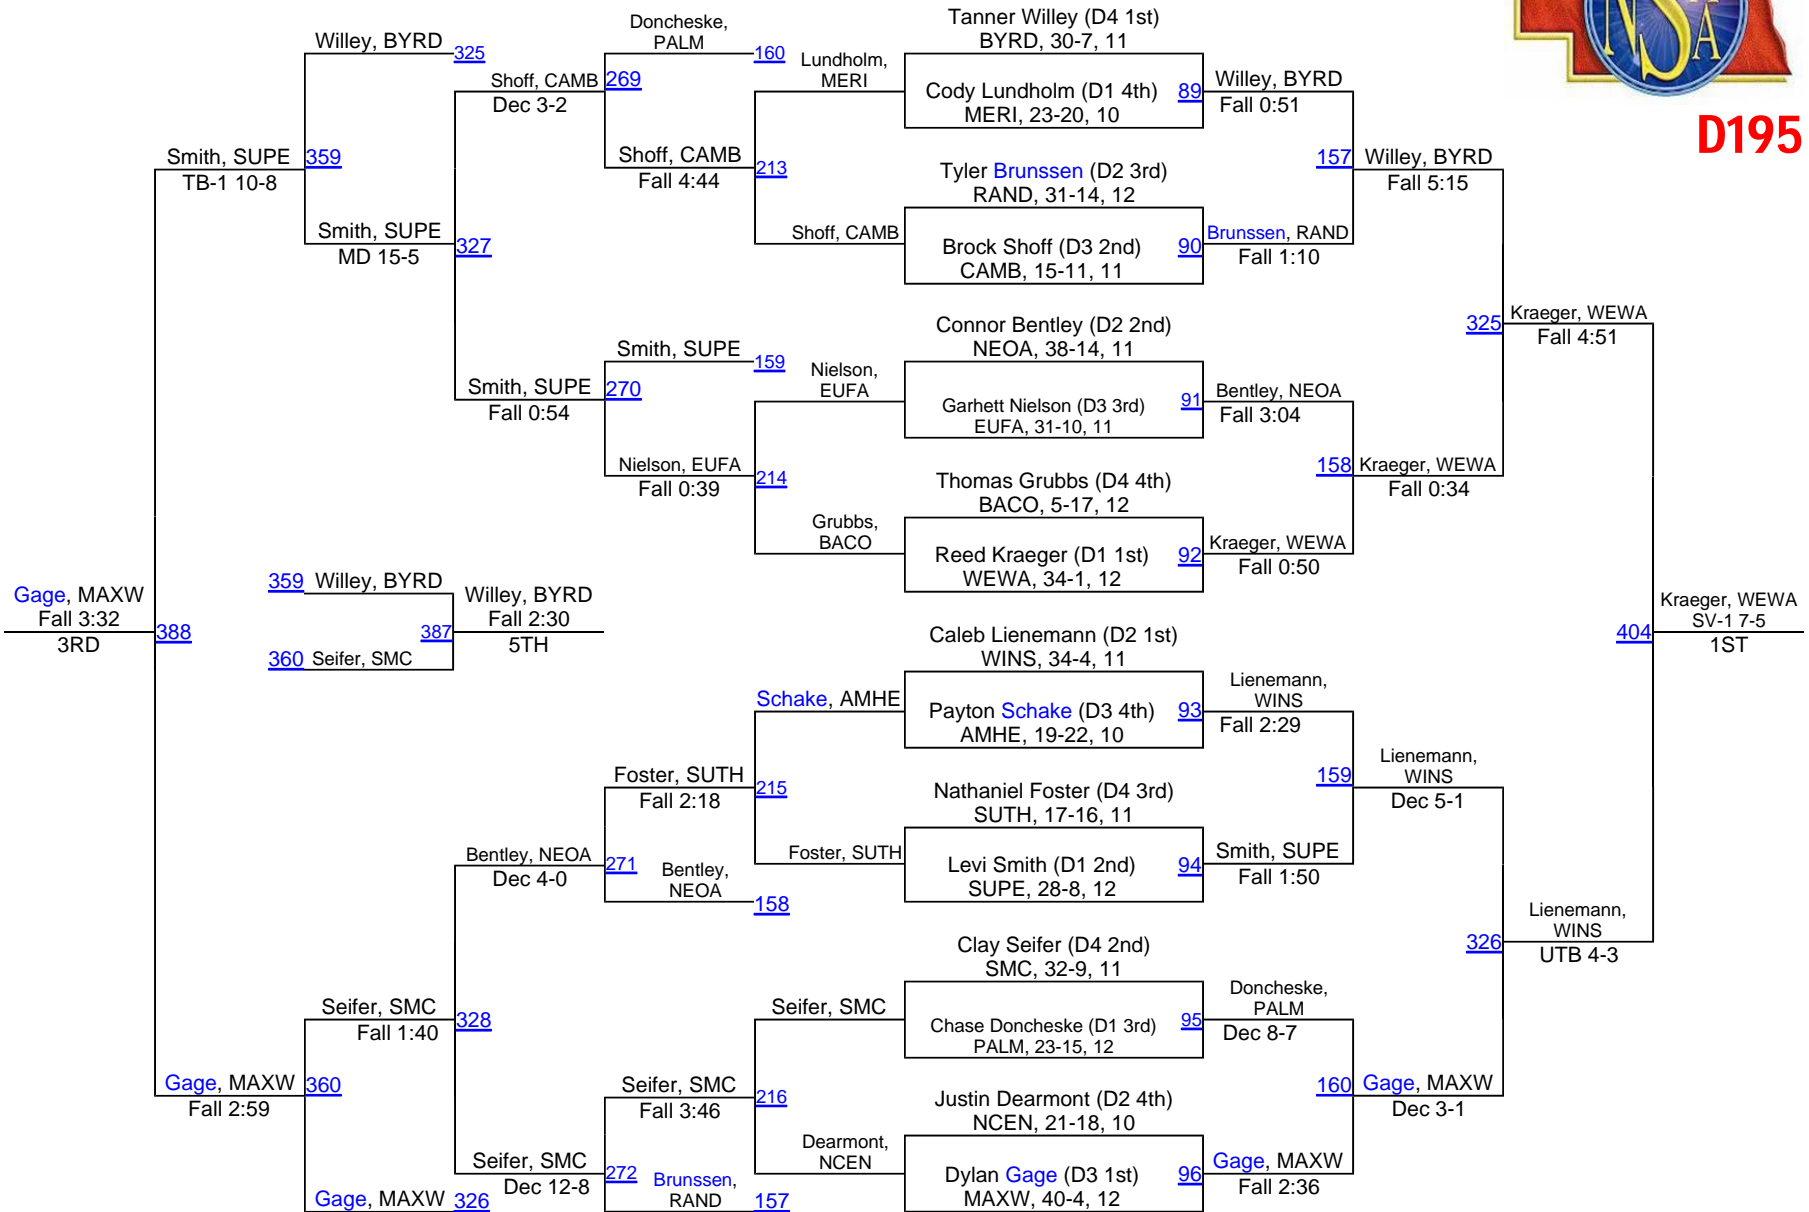 NSAA
D195
Tanner Willey (D4 1st)
BYRD, 30-7, 11
Cody Lundholm (D1 4th)
MERI, 23-20, 10
89
Willey, BYRD
Fall 0:51
Tyler Brunssen (D2 3rd)
RAND, 31-14, 12
Brock Shoff (D3 2nd)
CAMB, 15-11, 11
90
Brunssen, RAND
Fall 1:10
157
Willey, BYRD
Fall 5:15
Connor Bentley (D2 2nd)
NEOA, 38-14, 11
Garhett Nielson (D3 3rd)
EUFA, 31-10, 11
91
Bentley, NEOA
Fall 3:04
Thomas Grubbs (D4 4th)
BACO, 5-17, 12
Reed Kraeger (D1 1st)
WEWA, 34-1, 12
92
Kraeger, WEWA
Fall 0:50
158
Kraeger, WEWA
Fall 0:34
325
Kraeger, WEWA
Fall 4:51
Caleb Lienemann (D2 1st)
WINS, 34-4, 11
Payton Schake (D3 4th)
AMHE, 19-22, 10
93
Lienemann,
WINS
Fall 2:29
Nathaniel Foster (D4 3rd)
SUTH, 17-16, 11
Levi Smith (D1 2nd)
SUPE, 28-8, 12
94
Smith, SUPE
Fall 1:50
159
Lienemann,
WINS
Dec 5-1
Clay Seifer (D4 2nd)
SMC, 32-9, 11
Chase Doncheske (D1 3rd)
PALM, 23-15, 12
95
Doncheske,
PALM
Dec 8-7
Justin Dearmont (D2 4th)
NCEN, 21-18, 10
Dylan Gage (D3 1st)
MAXW, 40-4, 12
96
Gage, MAXW
Fall 2:36
160
Gage, MAXW
Dec 3-1
326
Lienemann,
WINS
UTB 4-3
404
Kraeger, WEWA
SV-1 7-5
1ST
Lundholm,
MERI
Shoff, CAMB
213
Shoff, CAMB
Fall 4:44
Doncheske,
PALM
160
269
Shoff, CAMB
Dec 3-2
Nielson,
EUFA
Grubbs,
BACO
214
Nielson, EUFA
Fall 0:39
Smith, SUPE
159
270
Smith, SUPE
Fall 0:54
327
Smith, SUPE
MD 15-5
Willey, BYRD
325
359
Smith, SUPE
TB-1 10-8
Schake, AMHE
Foster, SUTH
215
Foster, SUTH
Fall 2:18
Bentley,
NEOA
158
271
Bentley, NEOA
Dec 4-0
Seifer, SMC
Dearmont,
NCEN
216
Seifer, SMC
Fall 3:46
Brunssen,
RAND
157
272
Seifer, SMC
Dec 12-8
328
Seifer, SMC
Fall 1:40
Gage, MAXW
326
360
Gage, MAXW
Fall 2:59
388
Gage, MAXW
Fall 3:32
3RD
359
Willey, BYRD
360
Seifer, SMC
387
Willey, BYRD
Fall 2:30
5TH